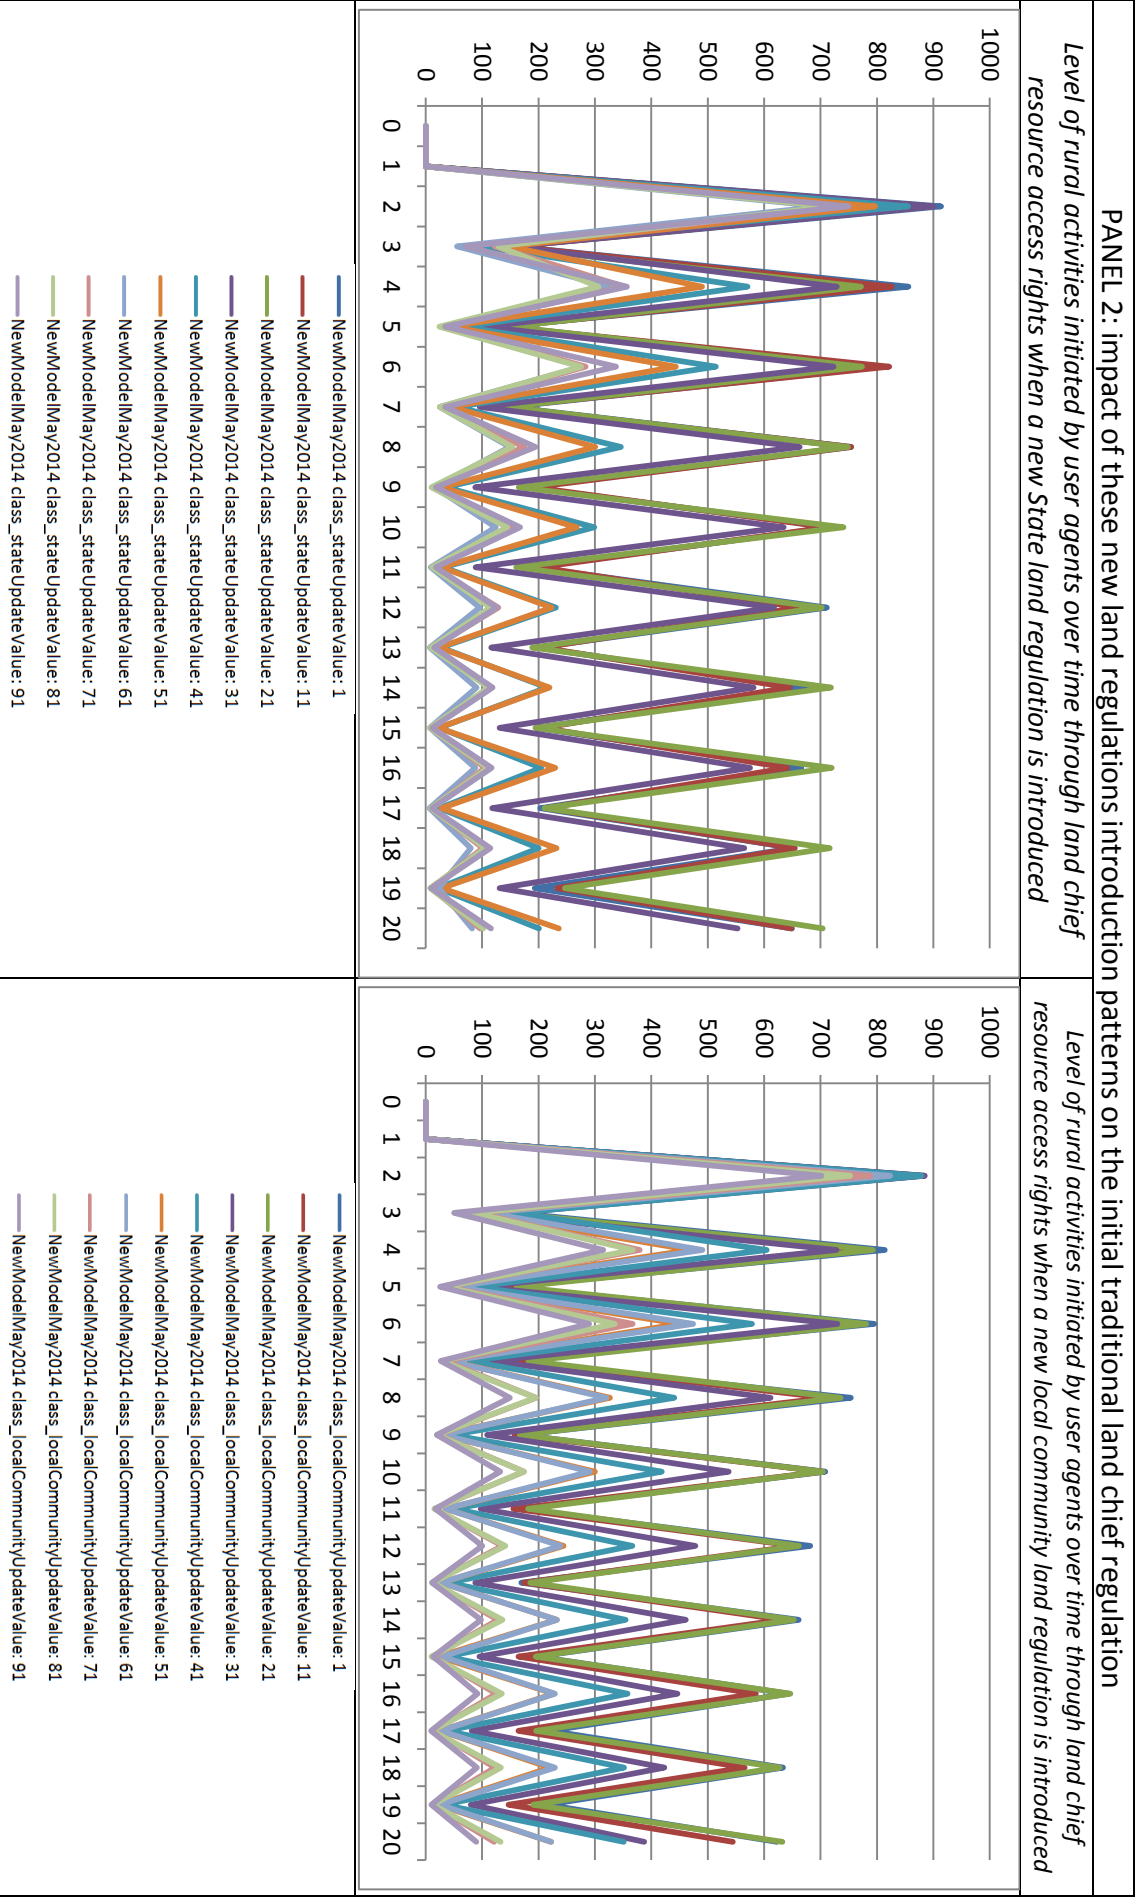 PANEL 2: impact of these new land regulations introduction patterns on the initial traditional land chief regulation
Level of rural activities initiated by user agents over time through land chief
resource access rights when a new State land regulation is introduced
1000
900
800
700
600
500
400
300
200
100
0
0 1 2 3 4 5 6 7 8 9 10 11 12 13 14 15 16 17 18 19 20
NewModelMay2014 class_stateUpdateValue: 1
NewModelMay2014 class_stateUpdateValue: 11
NewModelMay2014 class_stateUpdateValue: 21
NewModelMay2014 class_stateUpdateValue: 31
NewModelMay2014 class_stateUpdateValue: 41
NewModelMay2014 class_stateUpdateValue: 51
NewModelMay2014 class_stateUpdateValue: 61
NewModelMay2014 class_stateUpdateValue: 71
NewModelMay2014 class_stateUpdateValue: 81
NewModelMay2014 class_stateUpdateValue: 91
Level of rural activities initiated by user agents over time through land chief
resource access rights when a new local community land regulation is introduced
1000
900
800
700
600
500
400
300
200
100
0
0 1 2 3 4 5 6 7 8 9 10 11 12 13 14 15 16 17 18 19 20
NewModelMay2014 class_localCommunityUpdateValue: 1
NewModelMay2014 class_localCommunityUpdateValue: 11
NewModelMay2014 class_localCommunityUpdateValue: 21
NewModelMay2014 class_localCommunityUpdateValue: 31
NewModelMay2014 class_localCommunityUpdateValue: 41
NewModelMay2014 class_localCommunityUpdateValue: 51
NewModelMay2014 class_localCommunityUpdateValue: 61
NewModelMay2014 class_localCommunityUpdateValue: 71
NewModelMay2014 class_localCommunityUpdateValue: 81
NewModelMay2014 class_localCommunityUpdateValue: 91